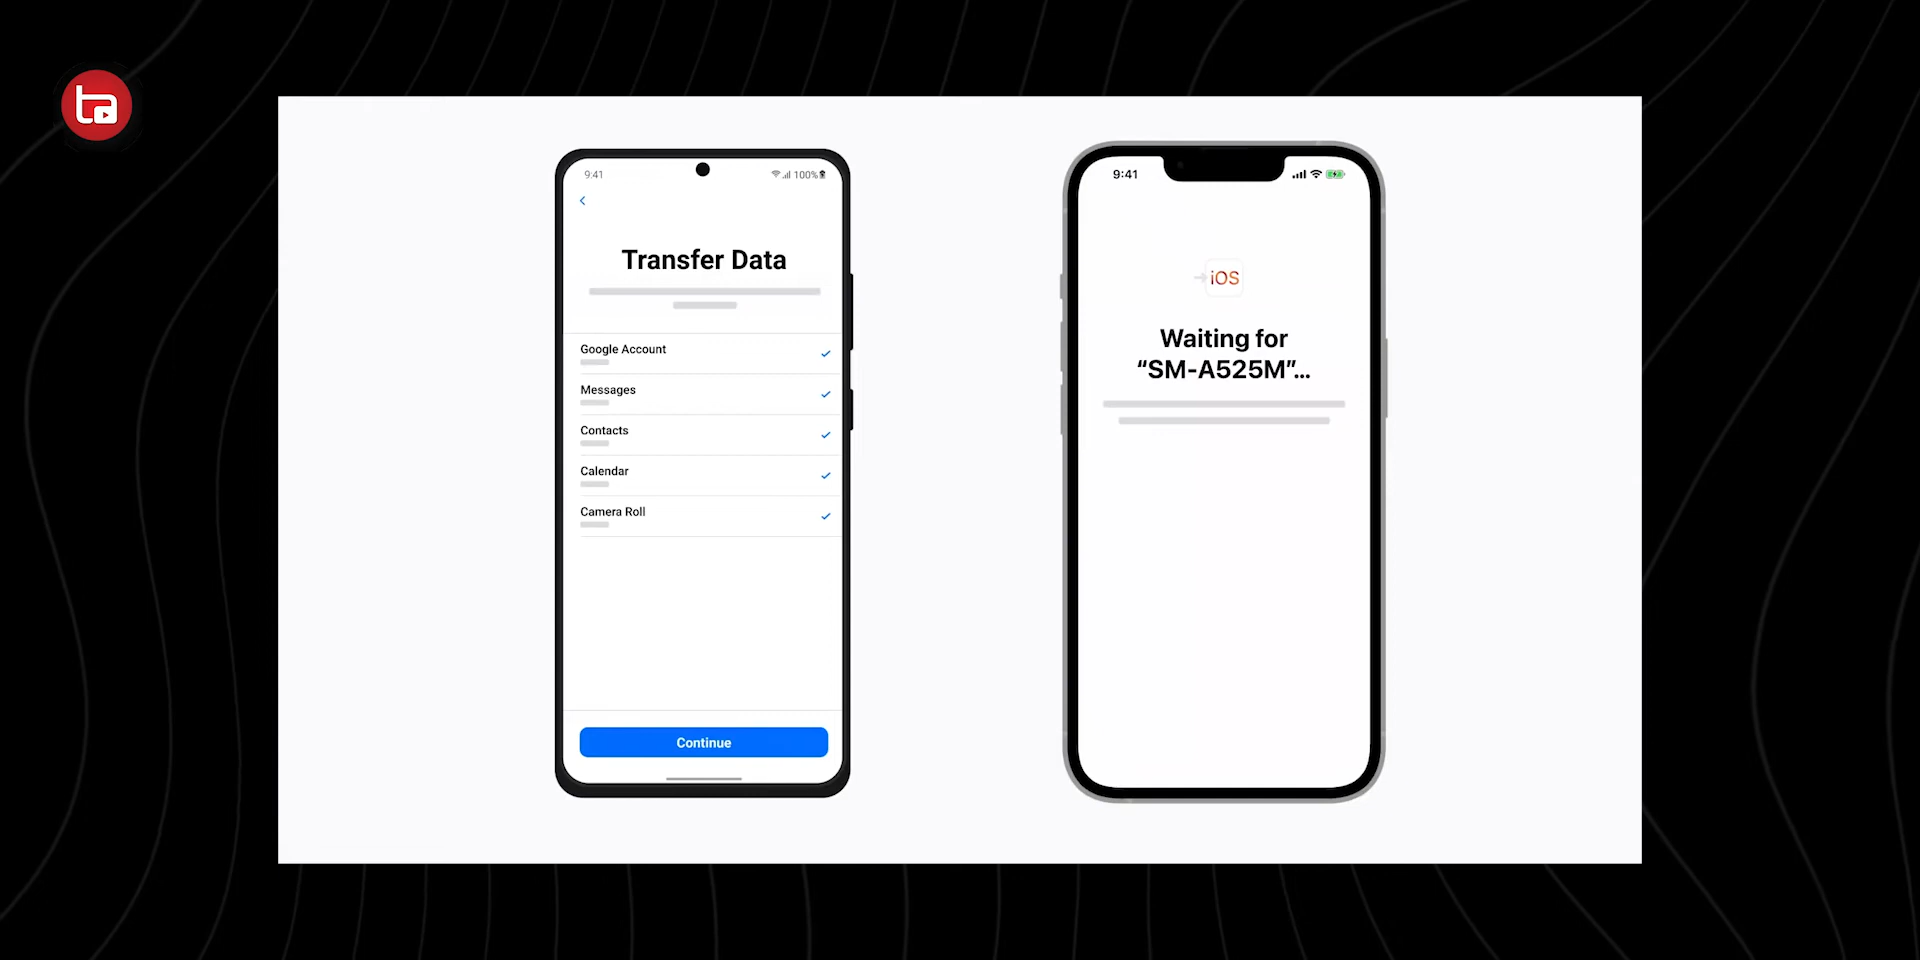 ta
9:41
100%
Transfer Data
Google Account
Messages
Contacts
Calendar
Camera Roll
Continue
9:41
iOS
Waiting for
“SM-A525M”...